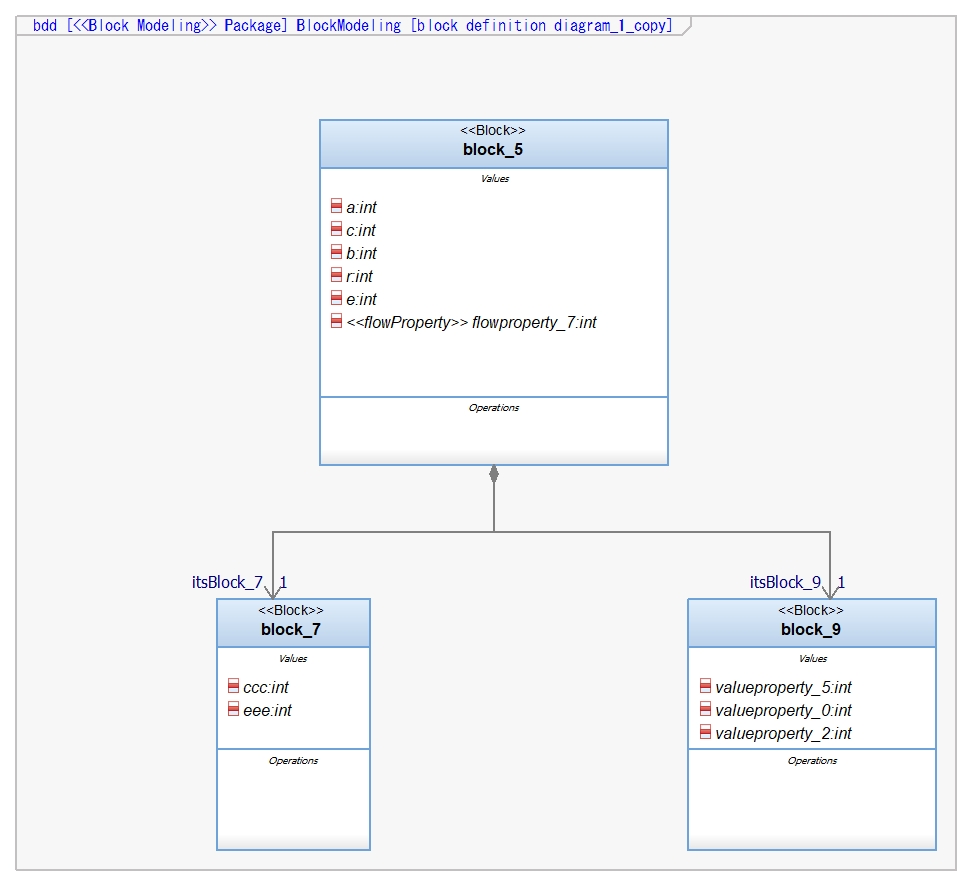 bdd [<<Block Modeling>> Package] BlockModeling [block definition diagram_1_copy]
<<Block>>
block_5
Values
a:int
c:int
b:int
r:int
e:int
<<flowProperty>> flowproperty_7:int
Operations
itsBlock_7 1
<<Block>>
block_7
Values
ccc:int
eee:int
Operations
itsBlock_9 1
<<Block>>
block_9
Values
valueproperty_5:int
valueproperty_0:int
valueproperty_2:int
Operations